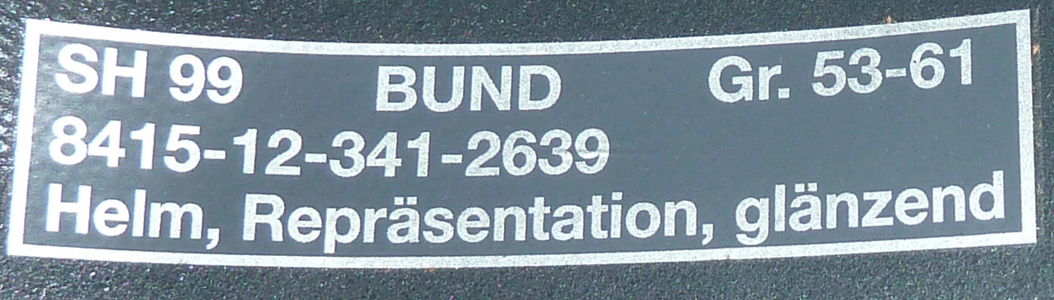 SH 99 BUND Gr. 53-61
8415-12-341-2639
Helm, Repräsentation, glänzend